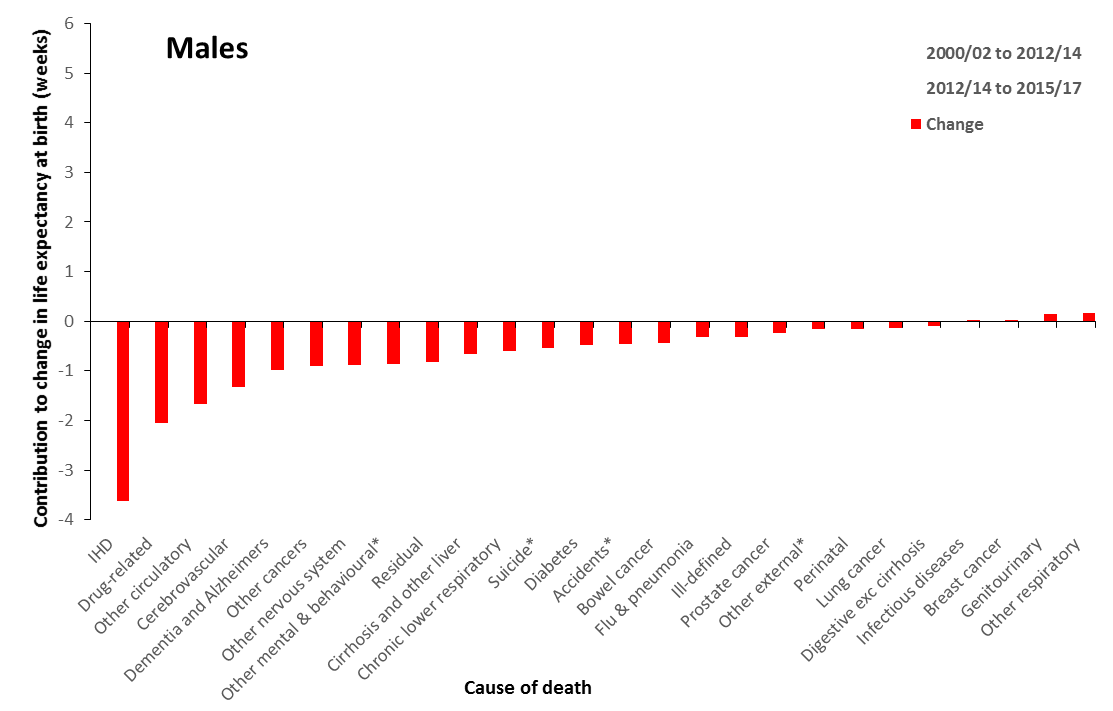 Males
2000/02 to 2012/14
2012/14 to 2015/17
Change
Contribution to change in life expectancy at birth (weeks)
6
5
4
3
2
1
0
-1
-2
-3
-4
IHD
Drug-related
Other circulatory
Cerebrovascular
Dementia and Alzheimers
Other cancers
Other nervous system
Other mental & behavioural*
Residual
Cirrhosis and other liver
Chronic lower respiratory
Suicide*
Diabetes
Accidents*
Bowel cancer
Flu & pneumonia
Ill-defined
Prostate cancer
Other external*
Perinatal
Lung cancer
Digestive exc cirrhosis
Infectious diseases
Breast cancer
Genitourinary
Other respiratory
Cause of death